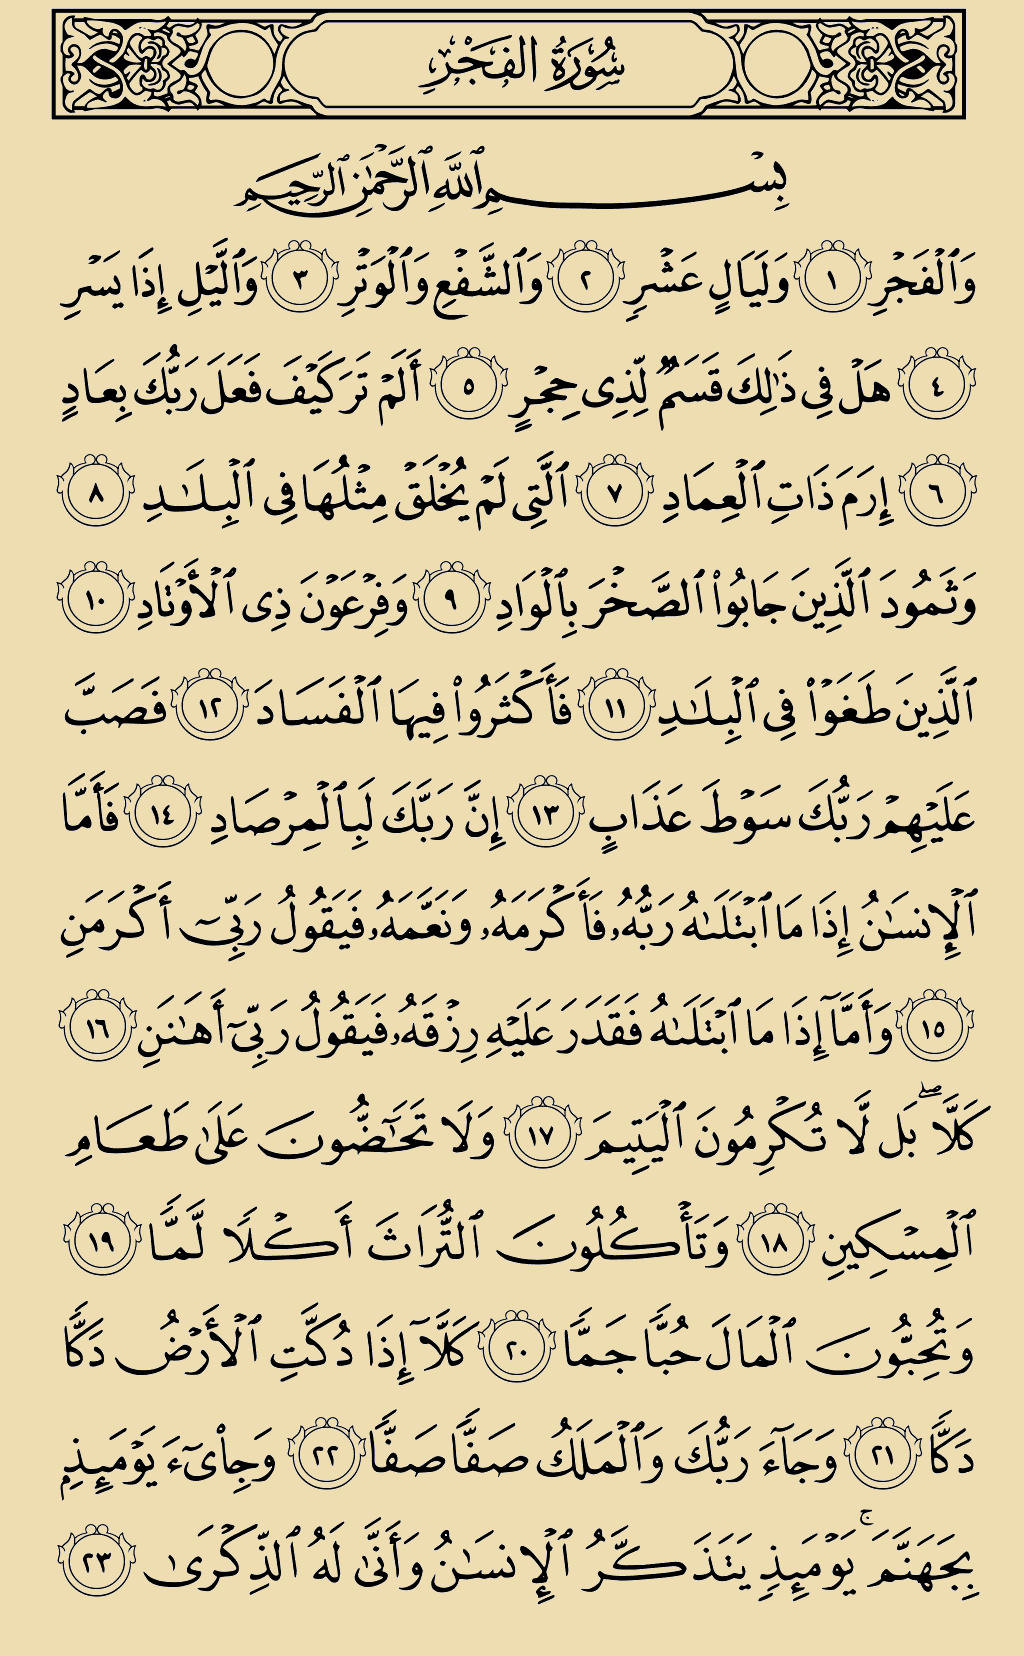 سُورَةُ الفَجْرِ
بِسْمِ ٱللَّهِ ٱلرَّحْمَٰنِ ٱلرَّحِيمِ
وَٱلْفَجْرِ ١ وَلَيَالٍ عَشْرٍ ٢ وَٱلشَّفْعِ وَٱلْوَتْرِ ٣ وَٱلَّيْلِ إِذَا يَسْرِ
٤ هَلْ فِى ذَٰلِكَ قَسَمٌ لِّذِى حِجْرٍ ٥ أَلَمْ تَرَ كَيْفَ فَعَلَ رَبُّكَ بِعَادٍ
٦ إِرَمَ ذَاتِ ٱلْعِمَادِ ٧ ٱلَّتِى لَمْ يُخْلَقْ مِثْلُهَا فِى ٱلْبِلَٰدِ ٨
وَثَمُودَ ٱلَّذِينَ جَابُوا۟ ٱلصَّخْرَ بِٱلْوَادِ ٩ وَفِرْعَوْنَ ذِى ٱلْأَوْتَادِ ١٠
ٱلَّذِينَ طَغَوْا۟ فِى ٱلْبِلَٰدِ ١١ فَأَكْثَرُوا۟ فِيهَا ٱلْفَسَادَ ١٢ فَصَبَّ
عَلَيْهِمْ رَبُّكَ سَوْطَ عَذَابٍ ١٣ إِنَّ رَبَّكَ لَبِٱلْمِرْصَادِ ١٤ فَأَمَّا
ٱلْإِنسَٰنُ إِذَا مَا ٱبْتَلَىٰهُ رَبُّهُۥ فَأَكْرَمَهُۥ وَنَعَّمَهُۥ فَيَقُولُ رَبِّىٓ أَكْرَمَنِ
١٥ وَأَمَّآ إِذَا مَا ٱبْتَلَىٰهُ فَقَدَرَ عَلَيْهِ رِزْقَهُۥ فَيَقُولُ رَبِّىٓ أَهَٰنَنِ ١٦
كَلَّا ۖ بَل لَّا تُكْرِمُونَ ٱلْيَتِيمَ ١٧ وَلَا تَحَٰٓضُّونَ عَلَىٰ طَعَامِ
ٱلْمِسْكِينِ ١٨ وَتَأْكُلُونَ ٱلتُّرَاثَ أَكْلًا لَّمًّا ١٩
وَتُحِبُّونَ ٱلْمَالَ حُبًّا جَمًّا ٢٠ كَلَّآ إِذَا دُكَّتِ ٱلْأَرْضُ دَكًّا
دَكًّا ٢١ وَجَآءَ رَبُّكَ وَٱلْمَلَكُ صَفًّا صَفًّا ٢٢ وَجِا۟ىٓءَ يَوْمَئِذٍۭ
بِجَهَنَّمَ ۚ يَوْمَئِذٍ يَتَذَكَّرُ ٱلْإِنسَٰنُ وَأَنَّىٰ لَهُ ٱلذِّكْرَىٰ ٢٣